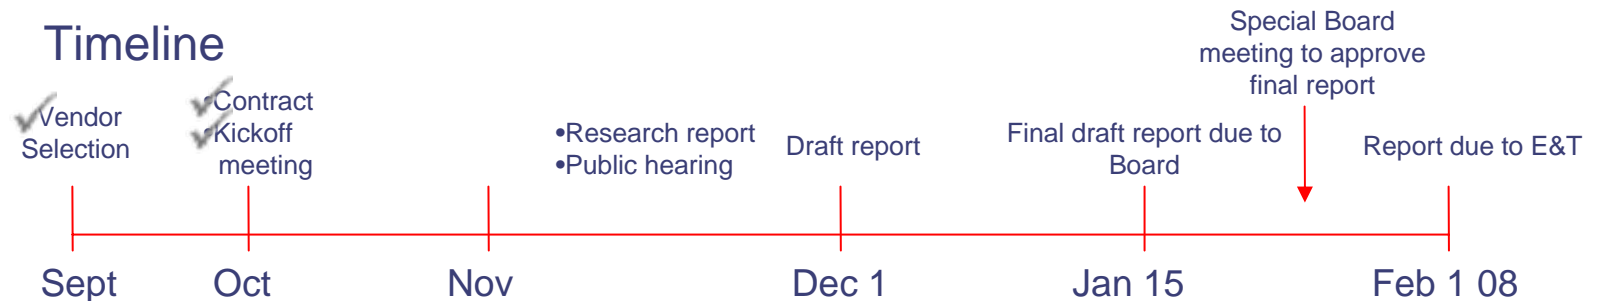 Timeline
Vendor
Selection
•Contract
•Kickoff
meeting
•Research report
•Public hearing
Draft report
Final draft report due to
Board
Special Board
meeting to approve
final report
Report due to E&T
Sept
Oct
Nov
Dec 1
Jan 15
Feb 1 08